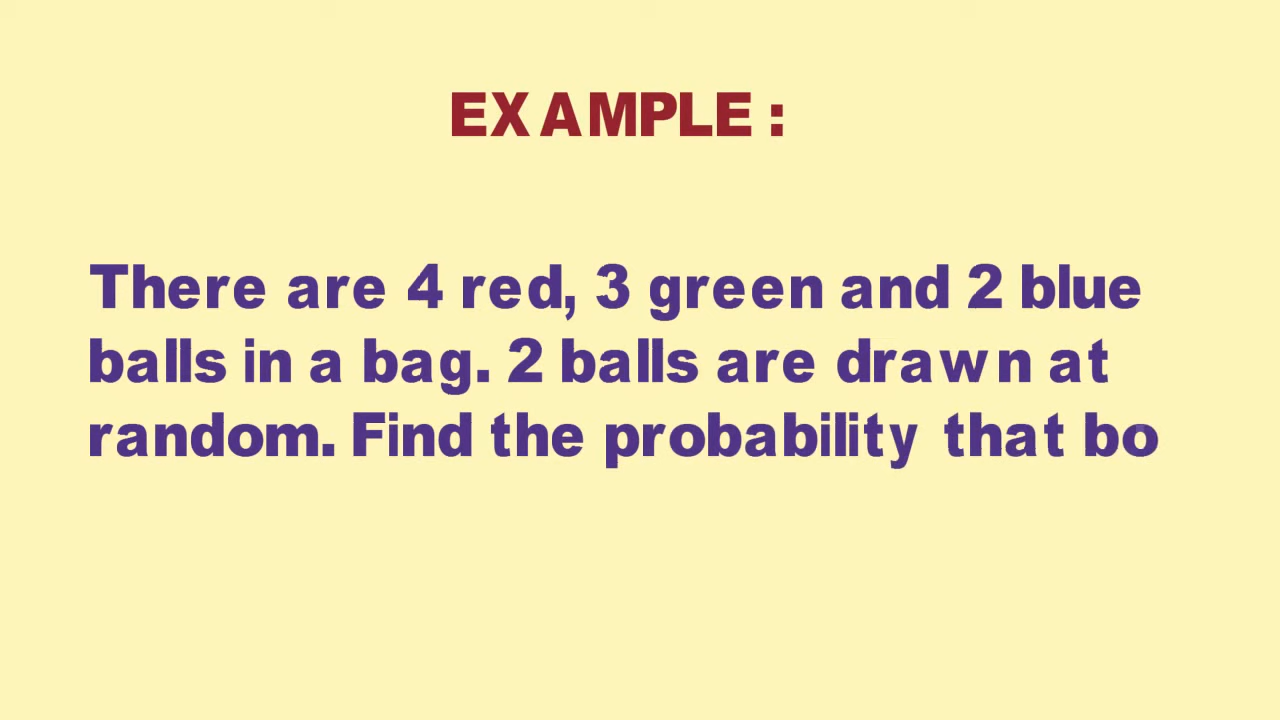 EXAMPLE :
There are 4 red, 3 green and 2 blue
balls in a bag. 2 balls are drawn at
random. Find the probability that bo